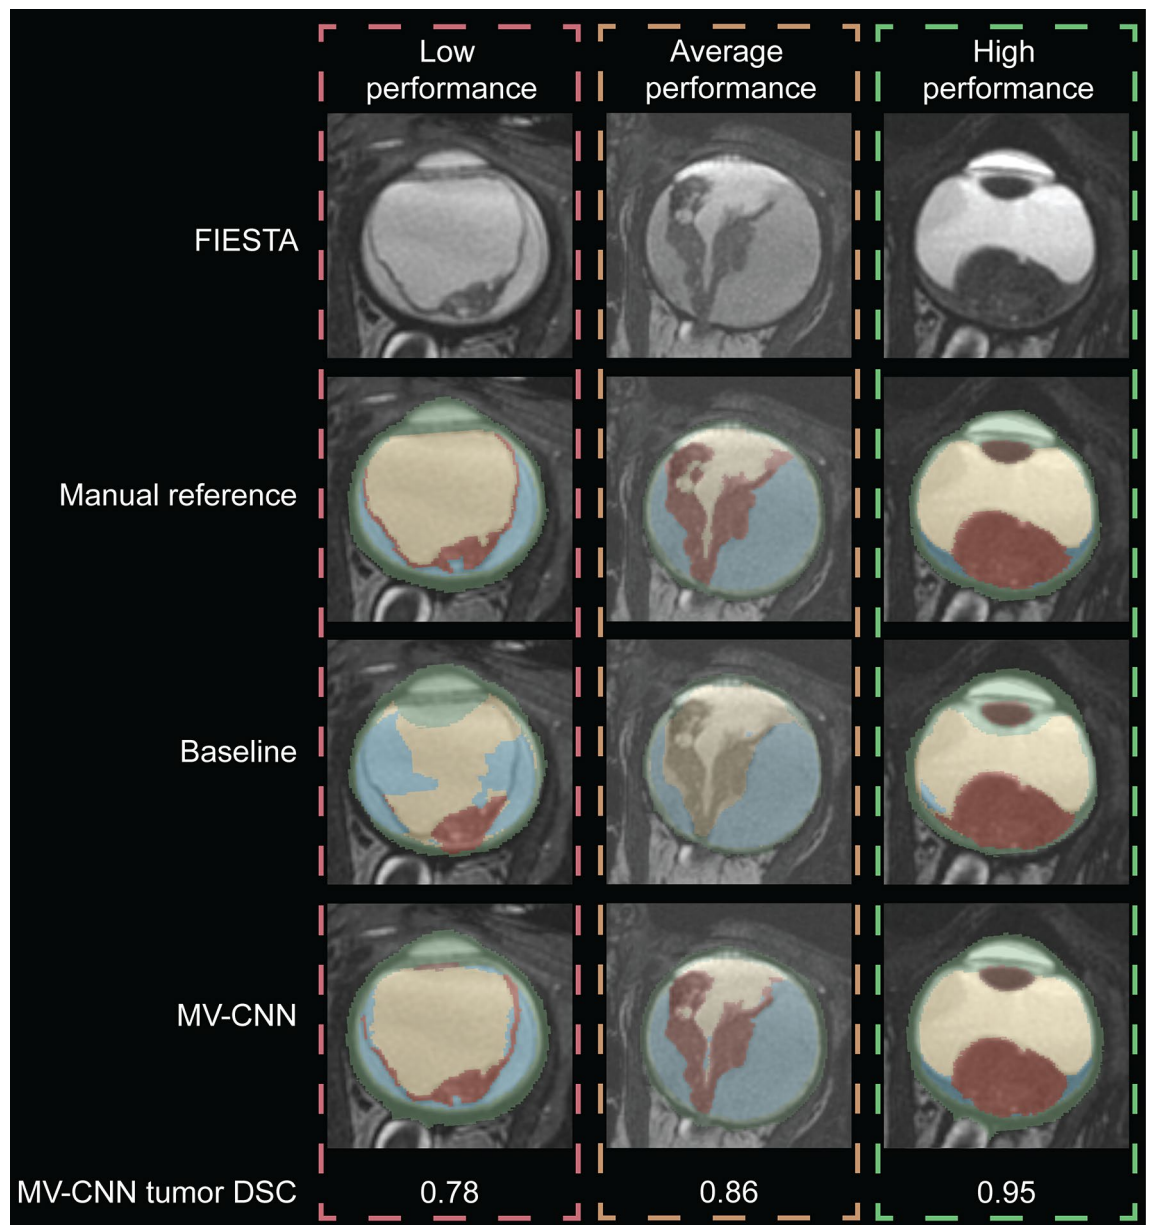 Low
performance
Average
performance
High
performance
FIESTA
Manual reference
Baseline
MV-CNN
MV-CNN tumor DSC
0.78
0.86
0.95